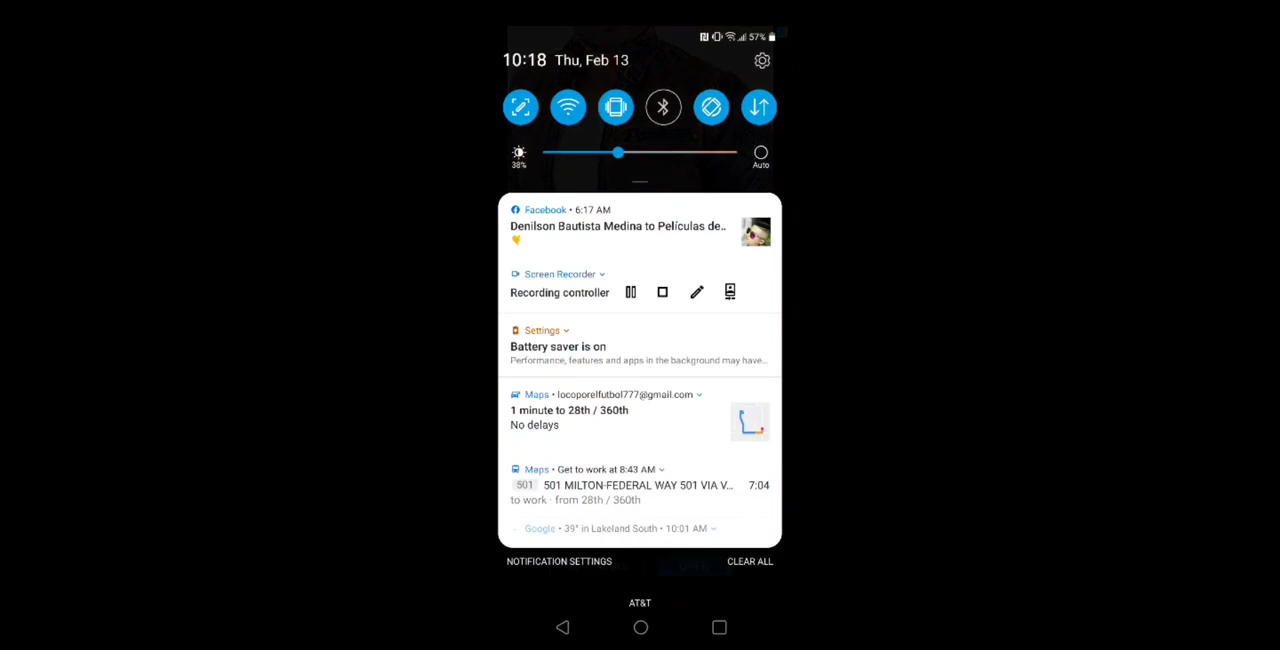 57%
10:18 Thu, Feb 13
38%
Auto
Facebook • 6:17 AM
Denilson Bautista Medina to Películas de..
Screen Recorder
Recording controller
Settings
Battery saver is on
Performance, features and apps in the background may have...
Maps • locoporelfutbol777@gmail.com
1 minute to 28th / 360th
No delays
Maps • Get to work at 8:43 AM
501 501 MILTON-FEDERAL WAY 501 VIA V... 7:04
to work · from 28th / 360th
Google • 39° in Lakeland South • 10:01 AM
NOTIFICATION SETTINGS CLEAR ALL
AT&T